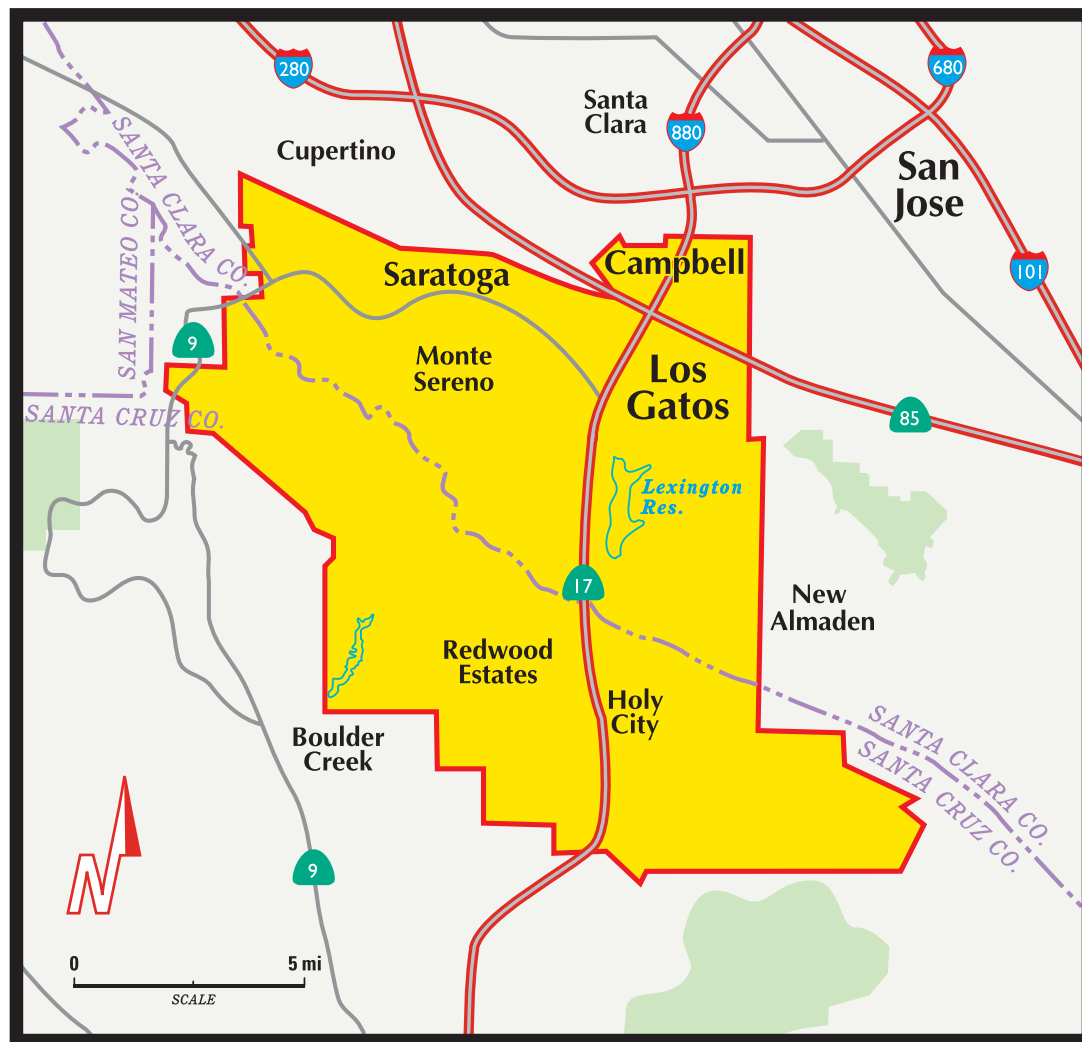 280
680
Santa
Clara
880
Cupertino
San
Jose
SANTA CLARA CO.
SAN MATEO CO.
Campbell
Saratoga
101
9
Monte
Sereno
Los
Gatos
85
SANTA CRUZ CO.
Lexington
Res.
17
New
Almaden
Redwood
Estates
Holy
City
Boulder
Creek
SANTA CLARA CO.
SANTA CRUZ CO.
N
9
0 5 mi
SCALE